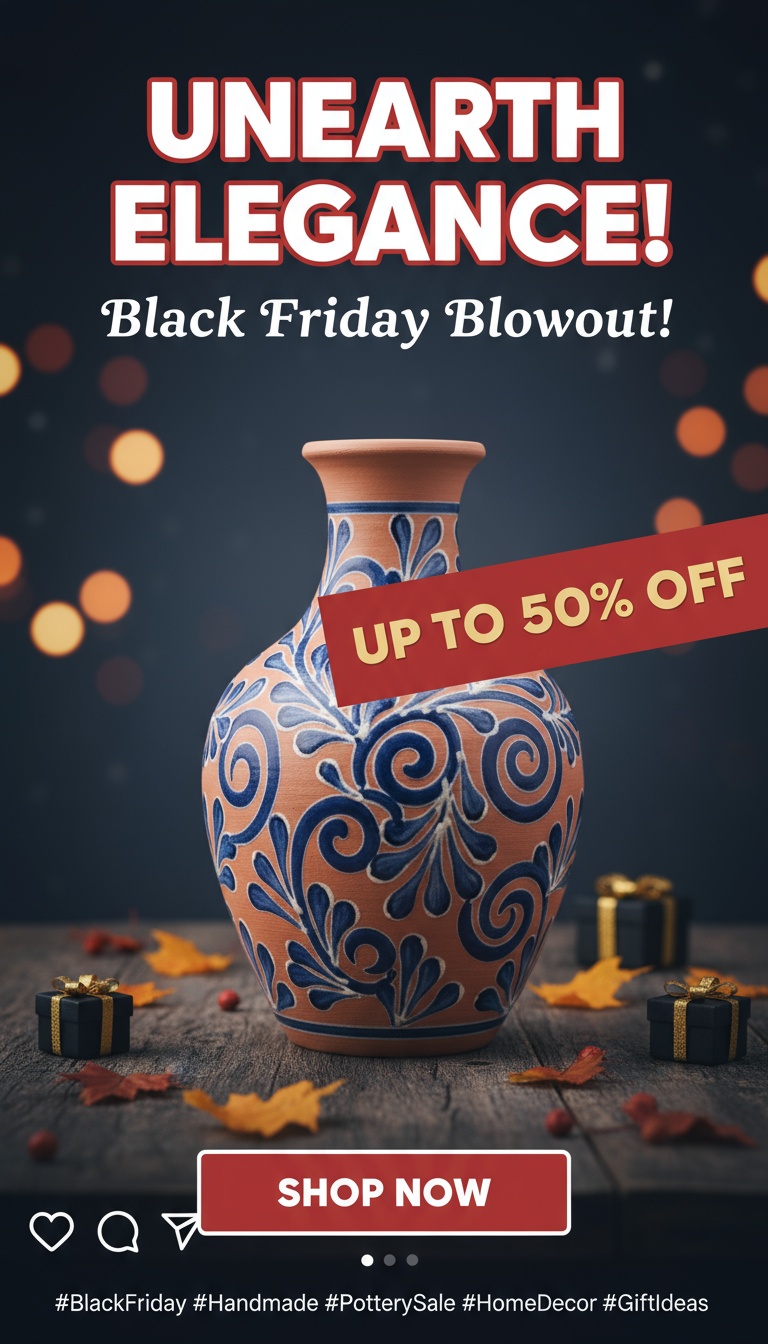 UNEARTH
ELEGANCE!
Black Friday Blowout!
UP TO 50% OFF
SHOP NOW
#BlackFriday #Handmade #PotterySale #HomeDecor #GiftIdeas